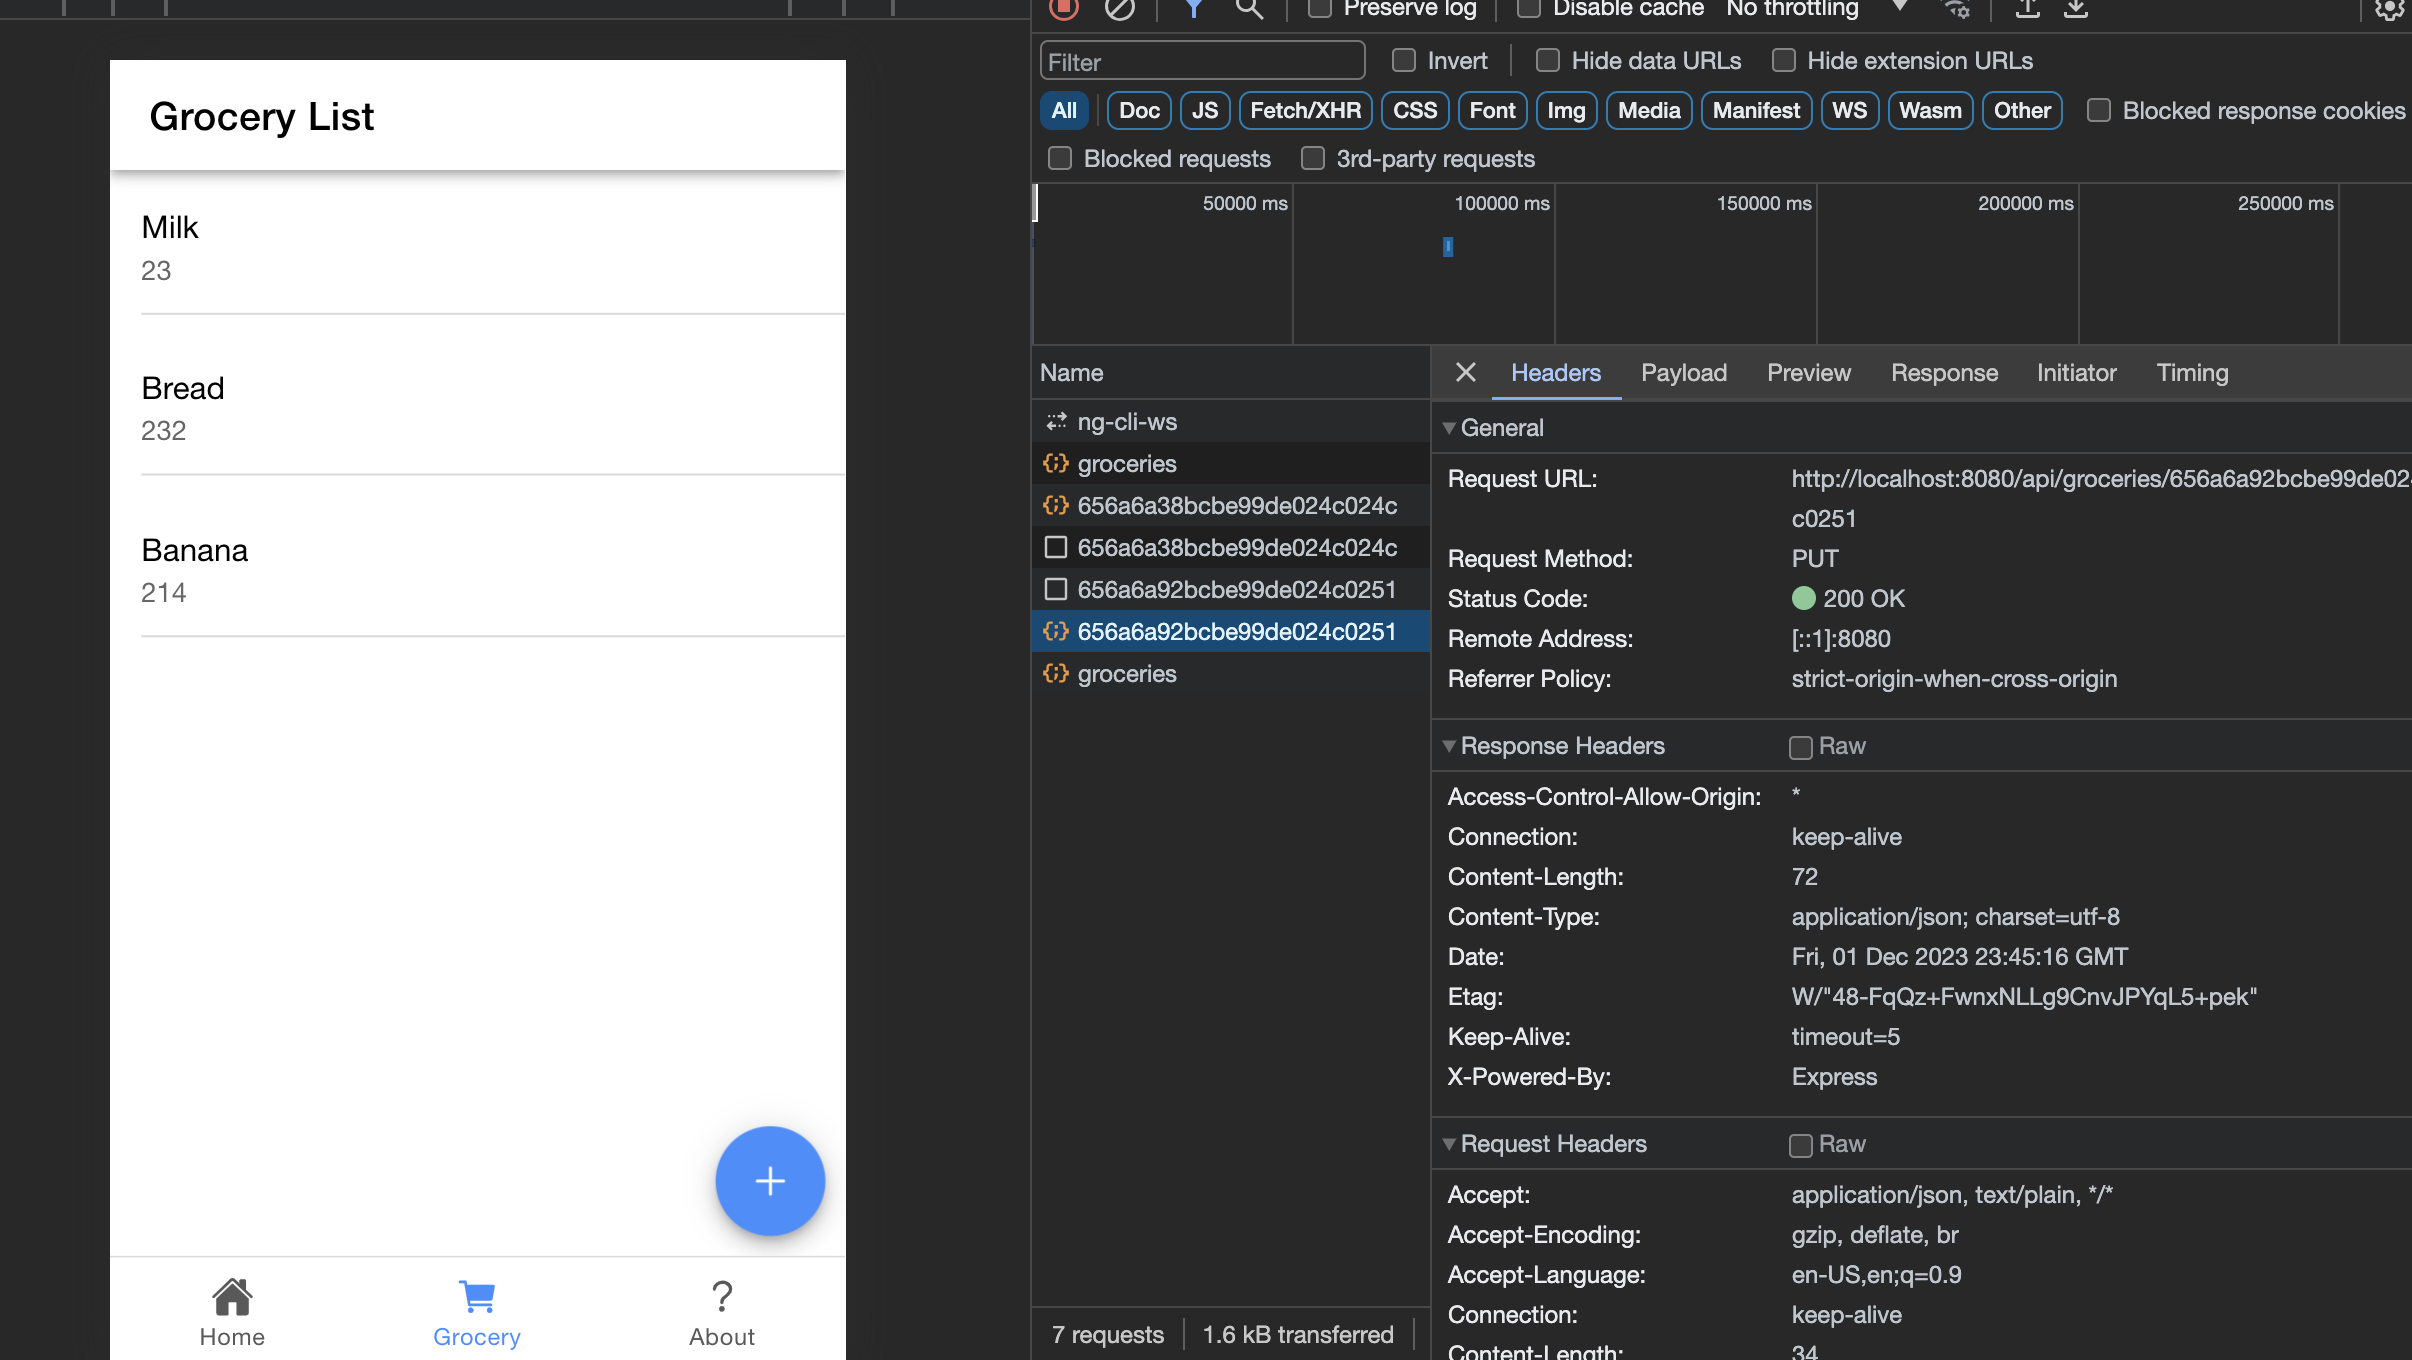 Grocery List
Milk
23
Bread
232
Banana
214
Home
Grocery
About
Preserve log
Disable cache
No throttling
Filter
Invert
Hide data URLs
Hide extension URLs
All
Doc
JS
Fetch/XHR
CSS
Font
Img
Media
Manifest
WS
Wasm
Other
Blocked response cookies
Blocked requests
3rd-party requests
50000 ms
100000 ms
150000 ms
200000 ms
250000 ms
Name
ng-cli-ws
groceries
656a6a38bcbe99de024c024c
656a6a38bcbe99de024c024c
656a6a92bcbe99de024c0251
656a6a92bcbe99de024c0251
groceries
7 requests
1.6 kB transferred
Headers
Payload
Preview
Response
Initiator
Timing
General
Request URL: http://localhost:8080/api/groceries/656a6a92bcbe99de02
c0251
Request Method: PUT
Status Code: 200 OK
Remote Address: [::1]:8080
Referrer Policy: strict-origin-when-cross-origin
Response Headers Raw
Access-Control-Allow-Origin: *
Connection: keep-alive
Content-Length: 72
Content-Type: application/json; charset=utf-8
Date: Fri, 01 Dec 2023 23:45:16 GMT
Etag: W/"48-FqQz+FwnxNLLg9CnvJPYqL5+pek"
Keep-Alive: timeout=5
X-Powered-By: Express
Request Headers Raw
Accept: application/json, text/plain, */*
Accept-Encoding: gzip, deflate, br
Accept-Language: en-US,en;q=0.9
Connection: keep-alive
Content-Length: 34